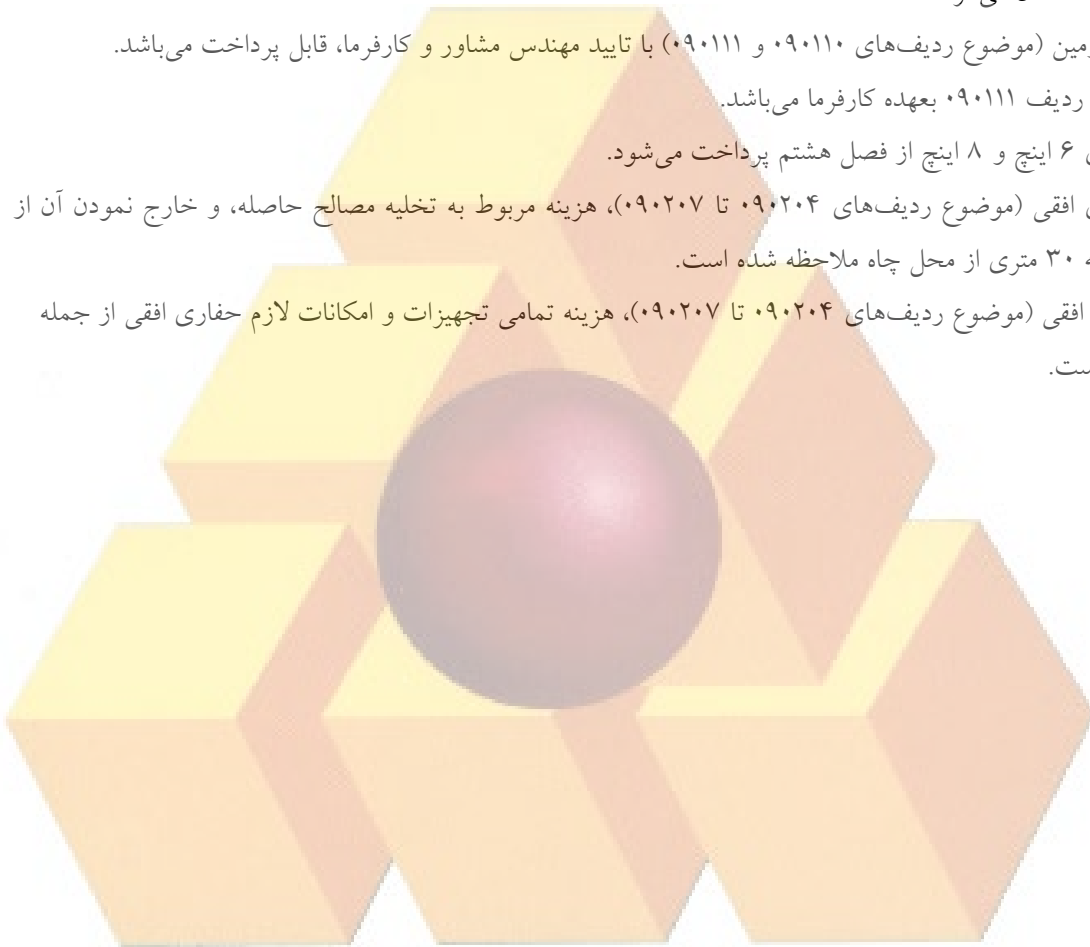 (موضوع ردیف‌های ۰۹۰۱۱۰ و ۰۹۰۱۱۱) با تایید مهندس مشاور و کارفرما، قابل پرداخت می‌باشد.
ردیف ۰۹۰۱۱۱ بعهده کارفرما می‌باشد.
۶ اینچ و ۸ اینچ از فصل هشتم پرداخت می‌شود.
افقی (موضوع ردیف‌های ۰۹۰۲۰۴ تا ۰۹۰۲۰۷)، هزینه مربوط به تخلیه مصالح حاصله، و خارج نمودن آن از
۳۰ متری از محل چاه ملاحظه شده است.
افقی (موضوع ردیف‌های ۰۹۰۲۰۴ تا ۰۹۰۲۰۷)، هزینه تمامی تجهیزات و امکانات لازم حفاری افقی از جمله